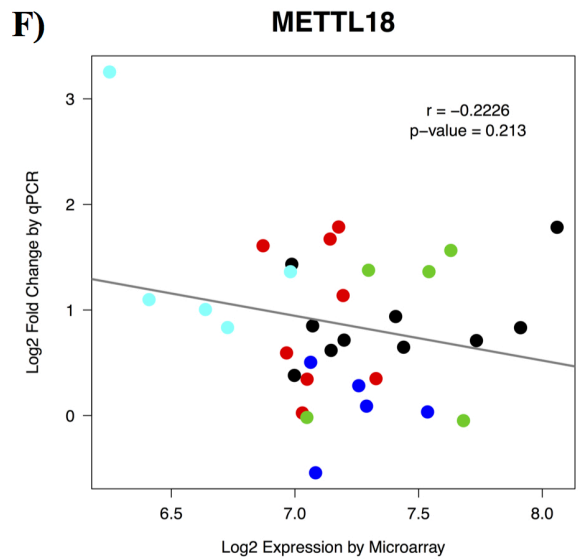 F)
METTL18
r = −0.2226
p−value = 0.213
Log2 Fold Change by qPCR
3
2
1
0
6.5 7.0 7.5 8.0
Log2 Expression by Microarray